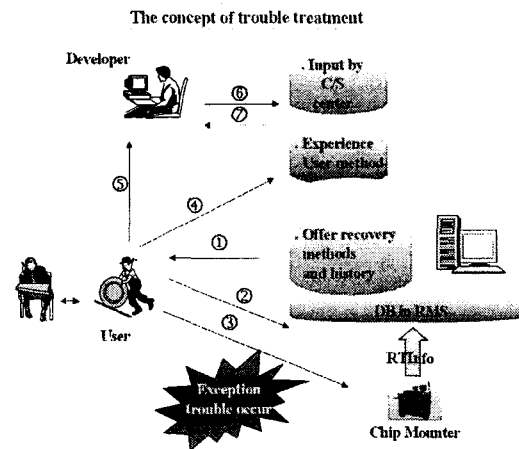 The concept of trouble treatment
Developer
. Input by
C/S
center
⑥
⑦
. Experience
User method
⑤
④
①
. Offer recovery
methods
and history
②
③
DB in RMS
User
RTInfo
Exception
trouble occur
Chip Mounter